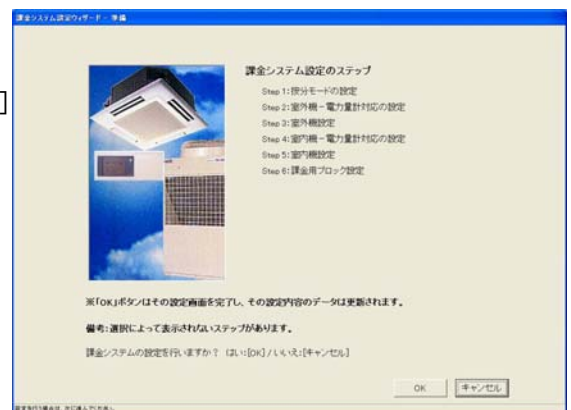 課金システム設定ウィザード - 準備
課金システム設定のステップ
Step 1:按分モードの設定
Step 2:室外機－電力量計対応の設定
Step 3:室外機設定
Step 4:室内機－電力量計対応の設定
Step 5:室内機設定
Step 6:課金用ブロック設定
※「OK」ボタンはその設定画面を完了し、その設定内容のデータは更新されます。
備考:選択によって表示されないステップがあります。
課金システムの設定を行いますか？ (はい:[OK] / いいえ:[キャンセル]
OK
キャンセル